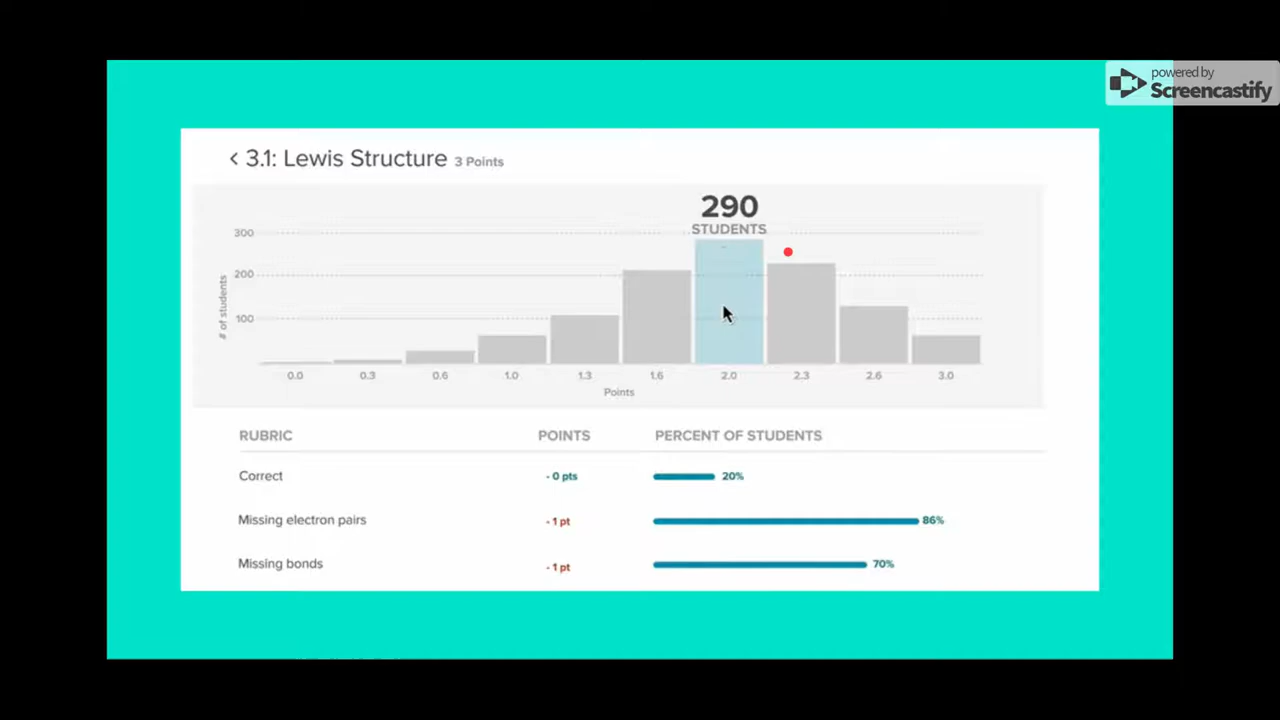 powered by
Screencastify
< 3.1: Lewis Structure 3 Points
290
STUDENTS
300
200
100
# of students
0.0 0.3 0.6 1.0 1.3 1.6 2.0 2.3 2.6 3.0
Points
RUBRIC POINTS PERCENT OF STUDENTS
Correct - 0 pts 20%
Missing electron pairs - 1 pt 86%
Missing bonds - 1 pt 70%